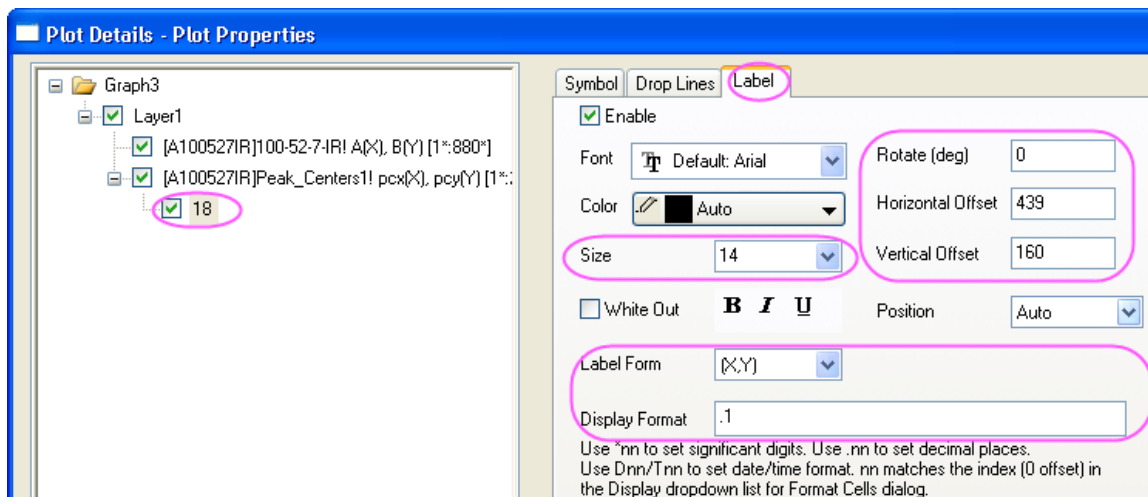 Plot Details - Plot Properties
Graph3
Layer1
[A100527IR]100-52-7-IR! A(X), B(Y) [1*:880*]
[A100527IR]Peak_Centers1! pcx(X), pcy(Y) [1*:
18
Symbol Drop Lines Label
Enable
Font Default: Arial Rotate (deg) 0
Color Auto Horizontal Offset 439
Size 14 Vertical Offset 160
White Out B I U Position Auto
Label Form (X,Y)
Display Format .1
Use *nn to set significant digits. Use .nn to set decimal places.
Use Dnn/Tnn to set date/time format. nn matches the index (0 offset) in
the Display dropdown list for Format Cells dialog.